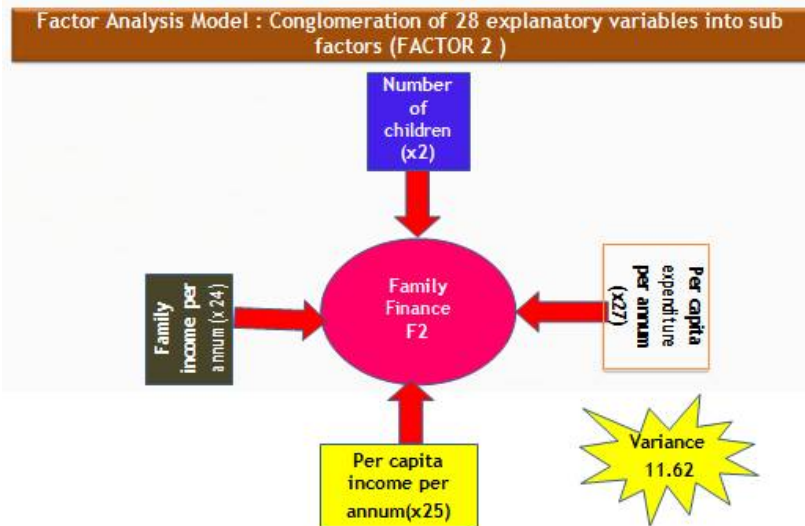 Factor Analysis Model : Conglomeration of 28 explanatory variables into sub
factors (FACTOR 2 )
Number
of
children
(x2)
Family
income per
annum (x 24)
Family
Finance
F2
Per capita
expenditure
per annum
(x27)
Per capita
income per
annum(x25)
Variance
11.62